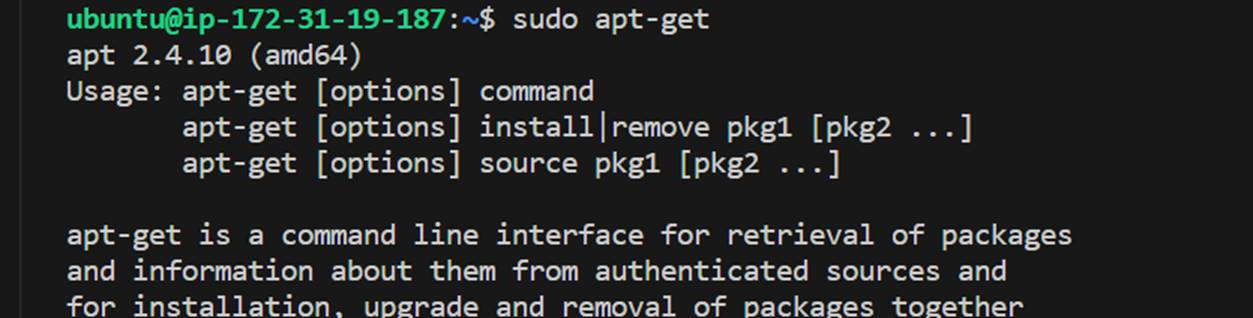 ubuntu@ip-172-31-19-187:~$ sudo apt-get
apt 2.4.10 (amd64)
Usage: apt-get [options] command
       apt-get [options] install|remove pkg1 [pkg2 ...]
       apt-get [options] source pkg1 [pkg2 ...]

apt-get is a command line interface for retrieval of packages
and information about them from authenticated sources and
for installation, upgrade and removal of packages together